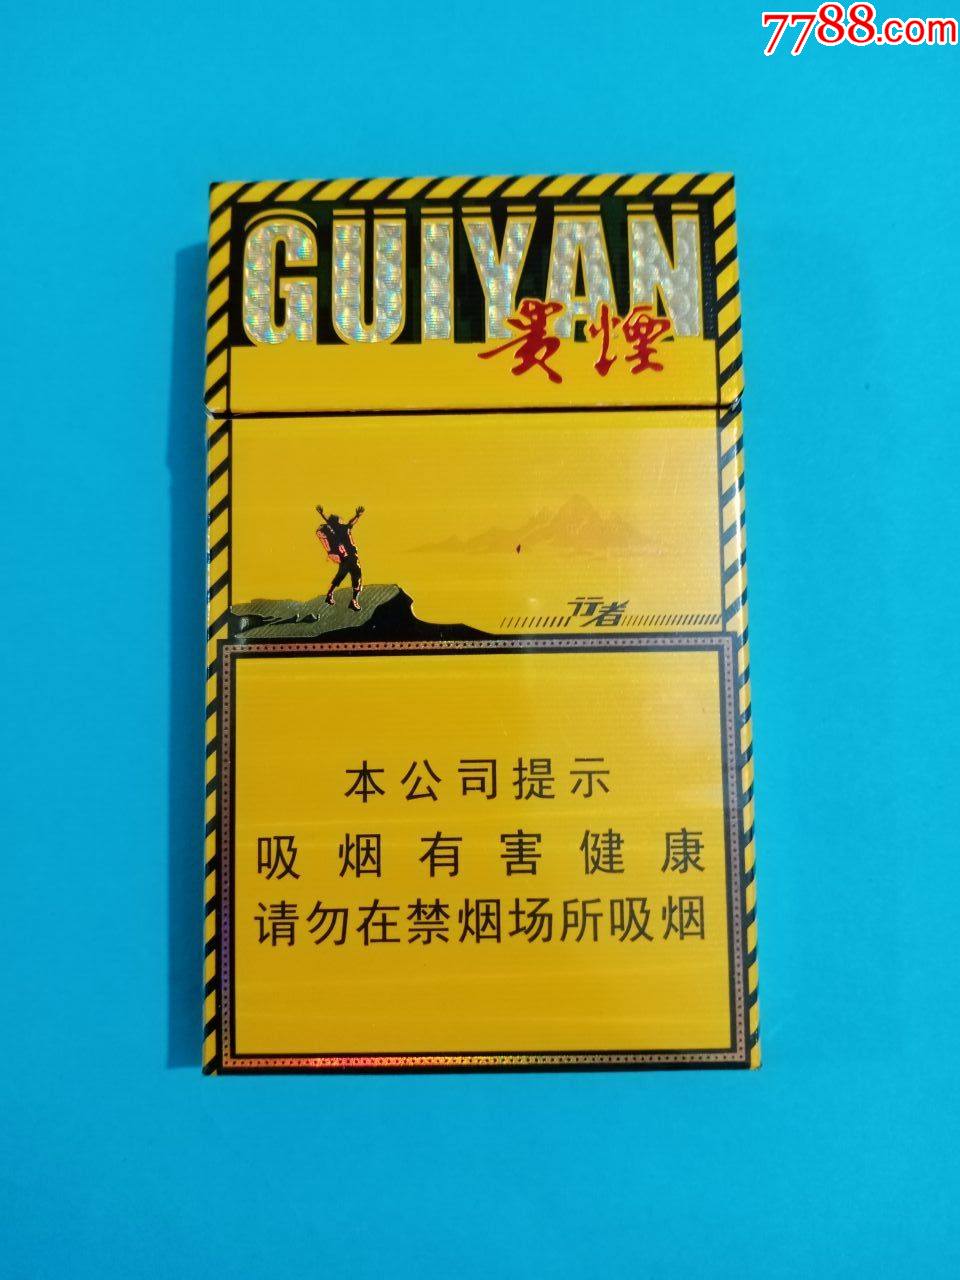 7788.com
GUIYAN
贵煙
行者
本公司提示
吸烟有害健康
请勿在禁烟场所吸烟